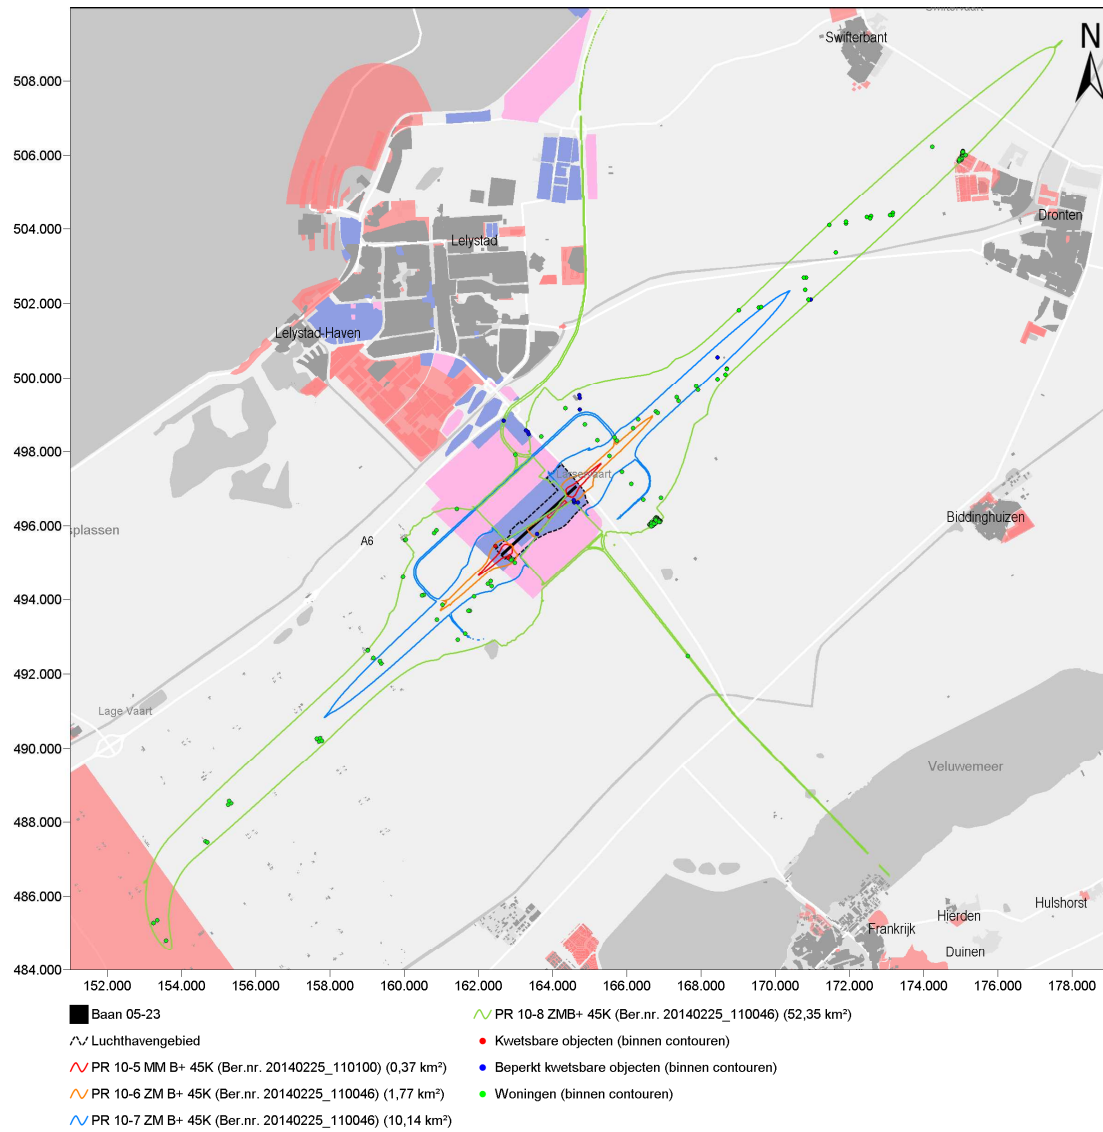 Swifterbant
N
508.000
506.000
504.000
502.000
500.000
498.000
496.000
494.000
492.000
490.000
488.000
486.000
484.000
Dronten
Lelystad
Lelystad-Haven
Biddinghuizen
splassen
A6
Lage Vaart
Veluwemeer
Hulshorst
Hierden
Frankrijk
Duinen
152.000 154.000 156.000 158.000 160.000 162.000 164.000 166.000 168.000 170.000 172.000 174.000 176.000 178.000
Baan 05-23
Luchthavengebied
PR 10-5 MM B+ 45K (Ber.nr. 20140225_110100) (0,37 km²)
PR 10-6 ZM B+ 45K (Ber.nr. 20140225_110046) (1,77 km²)
PR 10-7 ZM B+ 45K (Ber.nr. 20140225_110046) (10,14 km²)
PR 10-8 ZMB+ 45K (Ber.nr. 20140225_110046) (52,35 km²)
Kwetsbare objecten (binnen contouren)
Beperkt kwetsbare objecten (binnen contouren)
Woningen (binnen contouren)